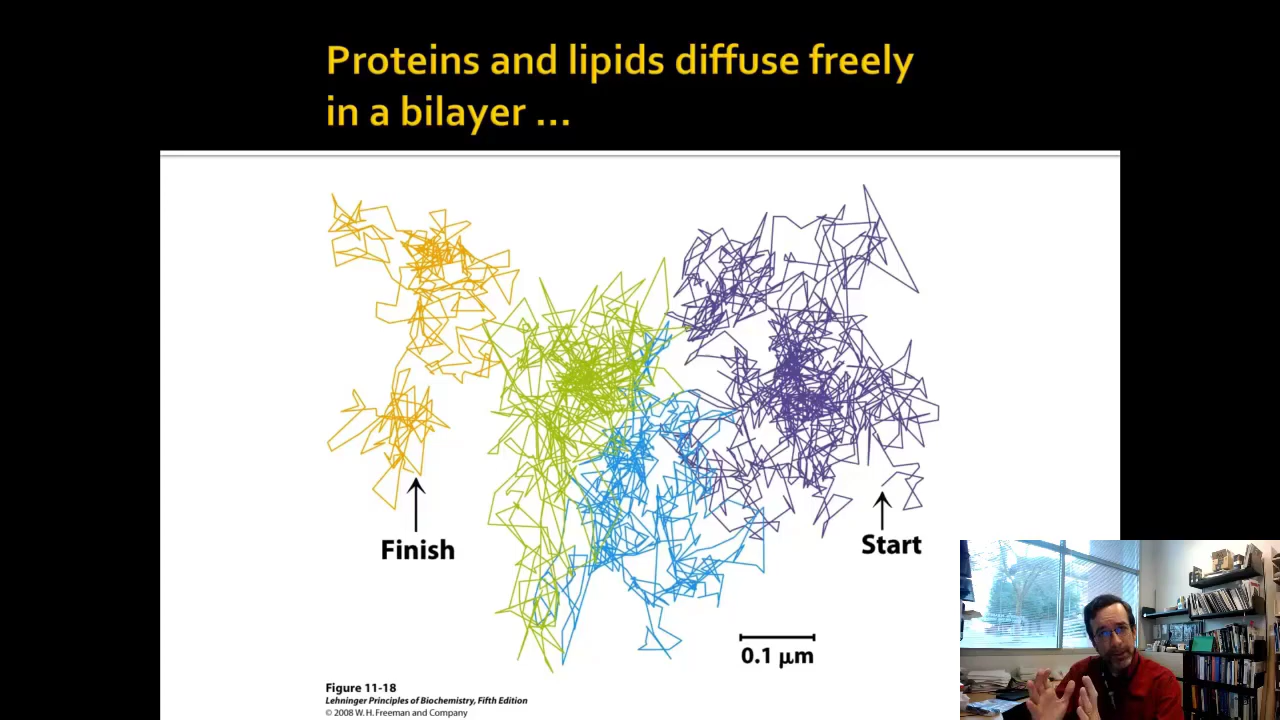 Proteins and lipids diffuse freely
in a bilayer ...
Finish
Start
0.1 μm
Figure 11-18
Lehninger Principles of Biochemistry, Fifth Edition
© 2008 W. H. Freeman and Company